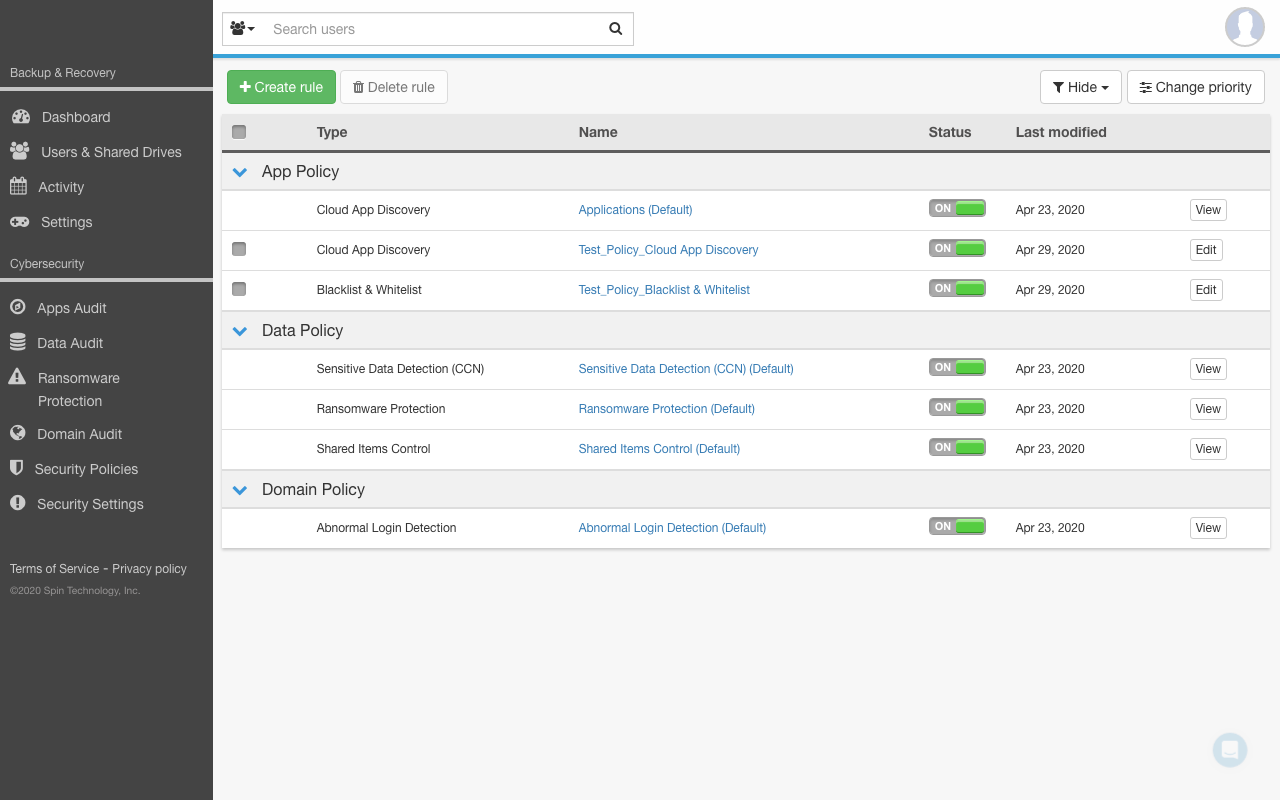 Search users
Backup & Recovery
Dashboard
Users & Shared Drives
Activity
Settings
Cybersecurity
Apps Audit
Data Audit
Ransomware
Protection
Domain Audit
Security Policies
Security Settings
Terms of Service - Privacy policy
©2020 Spin Technology, Inc.
Create rule Delete rule Hide Change priority
Type Name Status Last modified
App Policy
Cloud App Discovery Applications (Default) ON Apr 23, 2020 View
Cloud App Discovery Test_Policy_Cloud App Discovery ON Apr 29, 2020 Edit
Blacklist & Whitelist Test_Policy_Blacklist & Whitelist ON Apr 29, 2020 Edit
Data Policy
Sensitive Data Detection (CCN) Sensitive Data Detection (CCN) (Default) ON Apr 23, 2020 View
Ransomware Protection Ransomware Protection (Default) ON Apr 23, 2020 View
Shared Items Control Shared Items Control (Default) ON Apr 23, 2020 View
Domain Policy
Abnormal Login Detection Abnormal Login Detection (Default) ON Apr 23, 2020 View